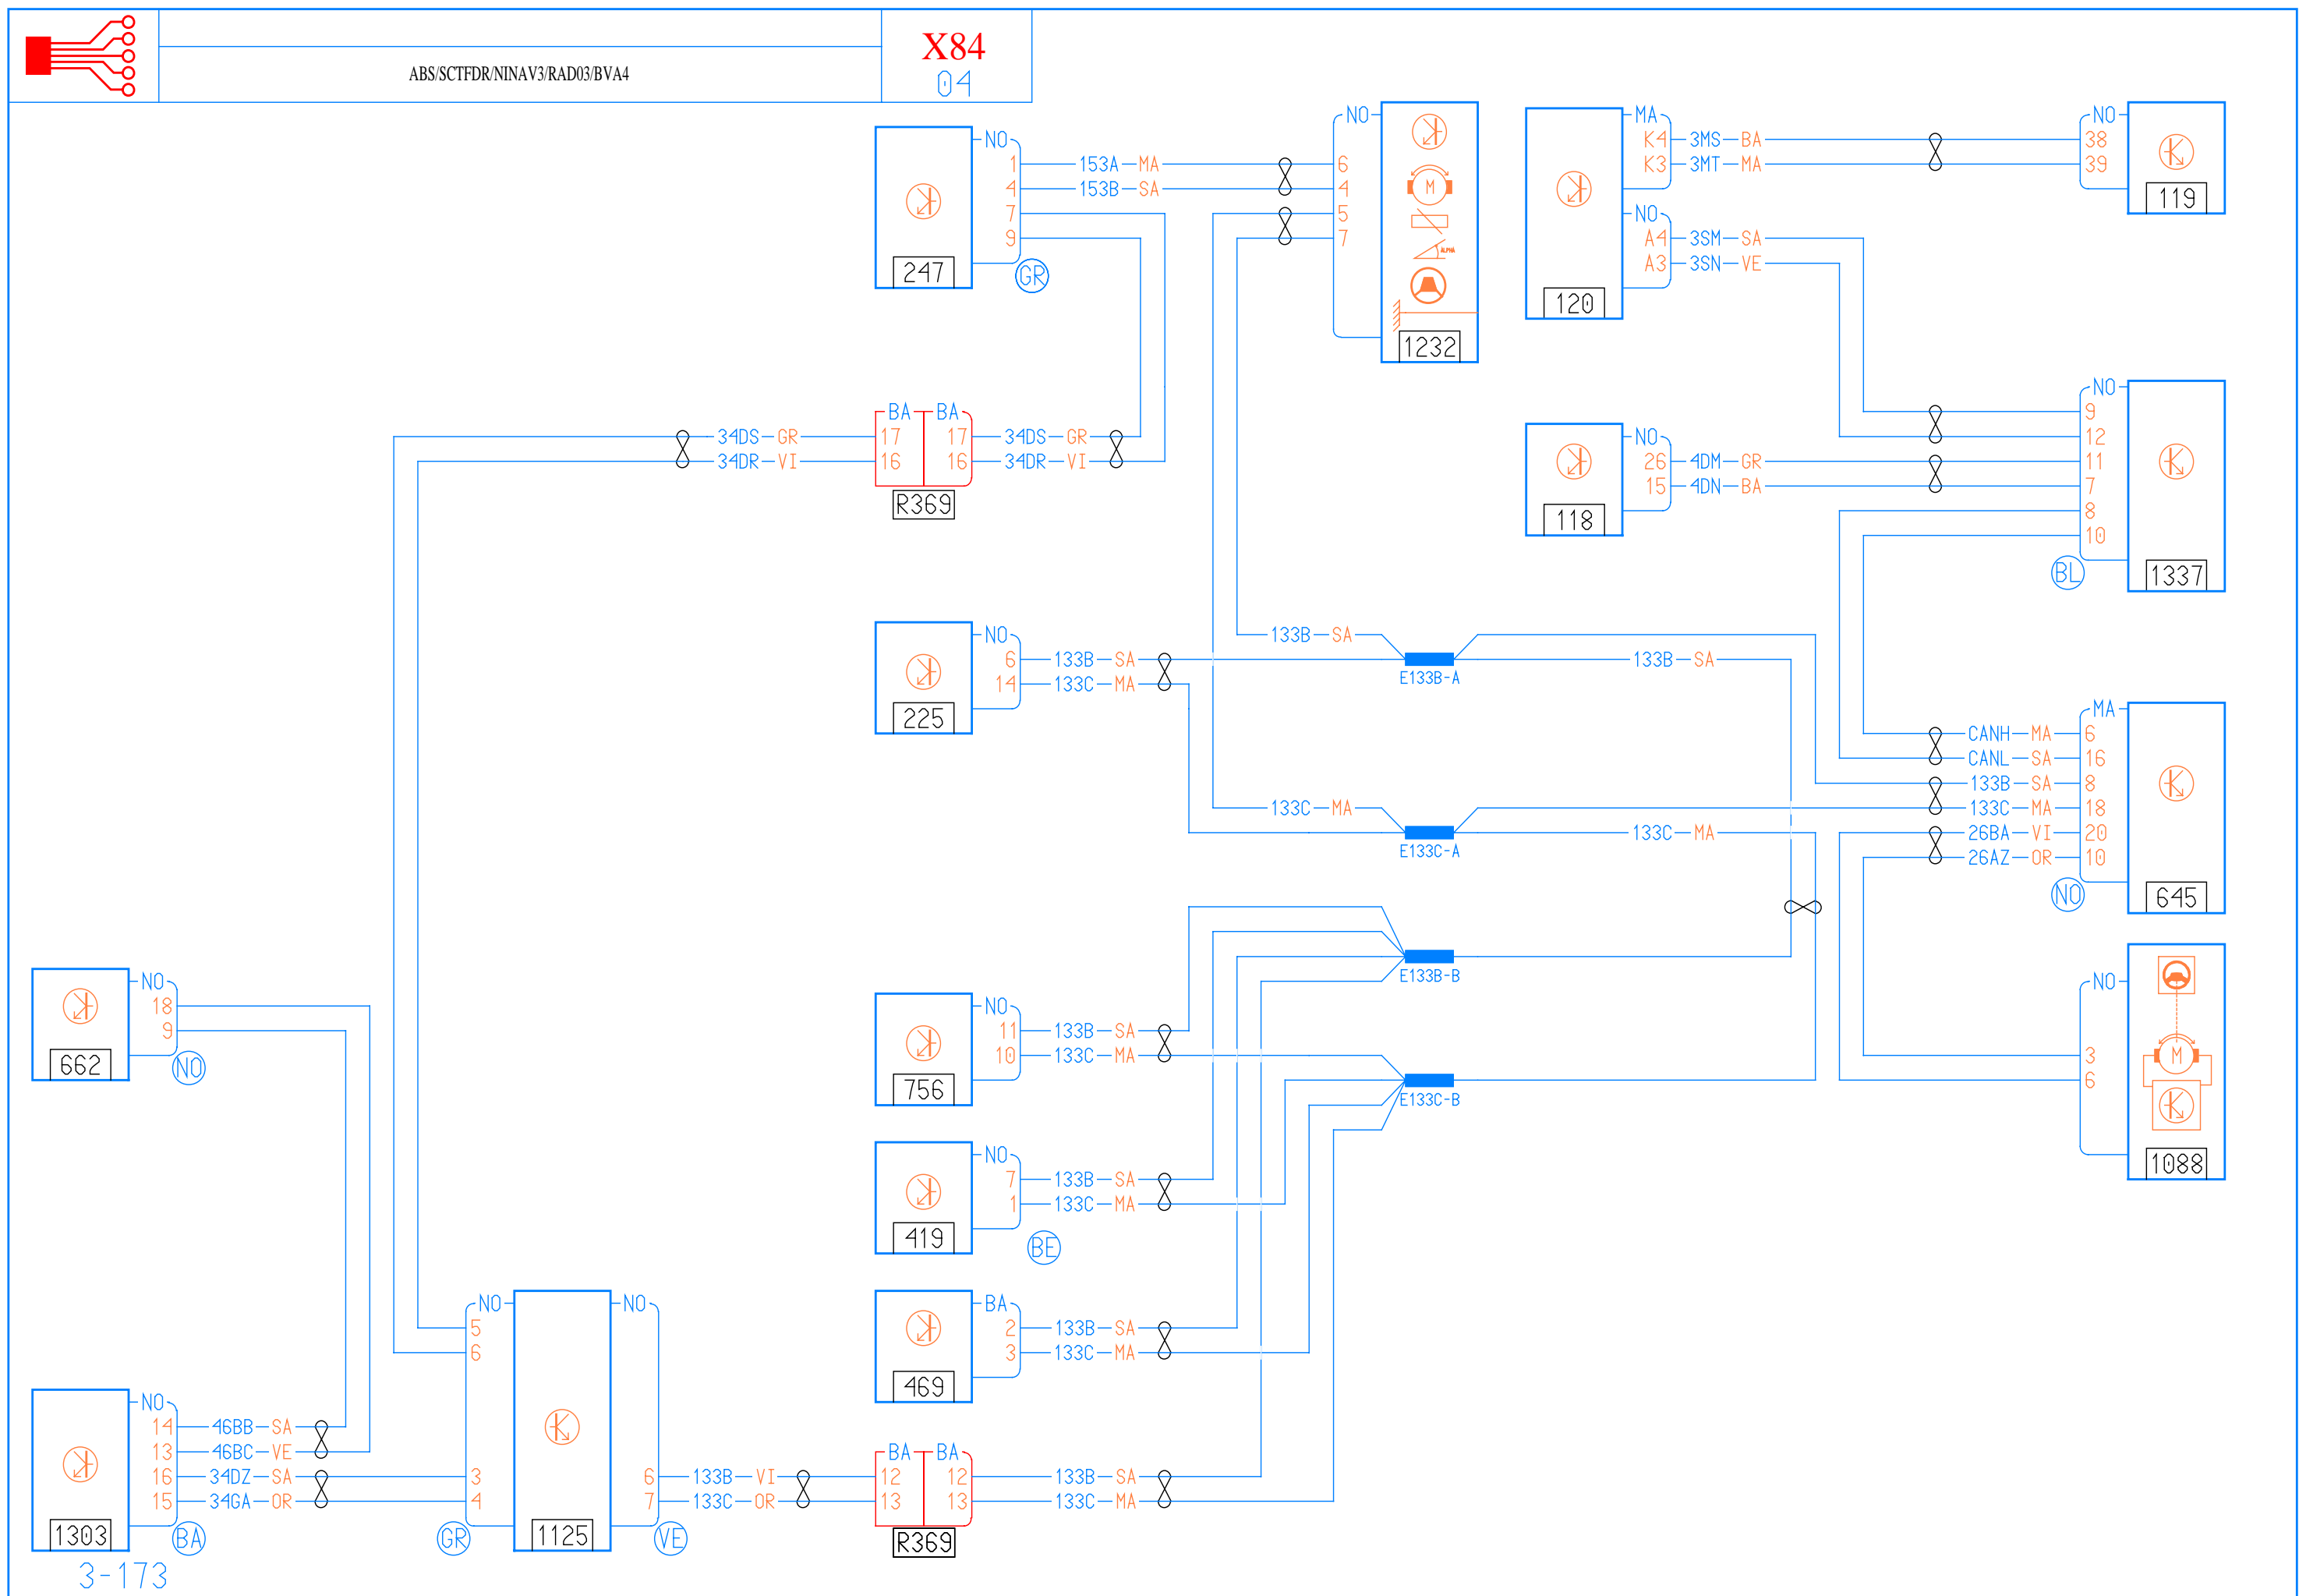 ABS/SCTFDR/NINAV3/RAD03/BVA4
X84
04
247
NO
1 153A MA
4 153B SA
7
9
GR
NO
6
4
5
7
M
ALPHA
1232
120
MA
K4 3MS BA
K3 3MT MA
NO
A4 3SM SA
A3 3SN VE
NO
38
39
119
34DS GR
34DR VI
BA BA
17 17
16 16
R369
34DS GR
34DR VI
118
NO
26 4DM GR
15 4DN BA
NO
9
12
11
7
8
10
BL
1337
225
NO
6 133B SA
14 133C MA
133B SA
E133B-A
133B SA
133C MA
E133C-A
133C MA
MA
CANH MA 6
CANL SA 16
133B SA 8
133C MA 18
26BA VI 20
26AZ OR 10
NO
645
E133B-B
E133C-B
662
NO
18
9
NO
756
NO
11 133B SA
10 133C MA
NO
3
6
M
1088
419
NO
7 133B SA
1 133C MA
BE
469
BA
2 133B SA
3 133C MA
1303
NO
14 46BB SA
13 46BC VE
16 34DZ SA
15 34GA OR
BA
NO
5
6
3
4
GR
1125
NO
6 133B VI
7 133C OR
VE
BA BA
12 12
13 13
R369
133B SA
133C MA
3-173